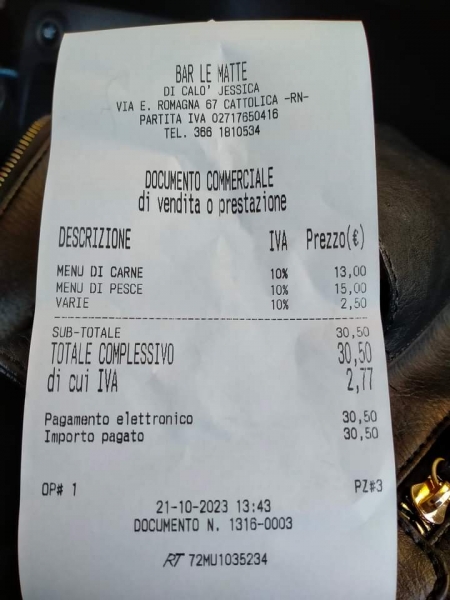 BAR LE MATTE
DI CALO' JESSICA
VIA E. ROMAGNA 67 CATTOLICA -RN-
PARTITA IVA 02717650416
TEL. 366 1810534
DOCUMENTO COMMERCIALE
di vendita o prestazione
DESCRIZIONE IVA Prezzo(€)
MENU DI CARNE 10% 13,00
MENU DI PESCE 10% 15,00
VARIE 10% 2,50
SUB-TOTALE 30,50
TOTALE COMPLESSIVO 30,50
di cui IVA 2,77
Pagamento elettronico 30,50
Importo pagato 30,50
OP# 1 PZ#3
21-10-2023 13:43
DOCUMENTO N. 1316-0003
RT 72MU1035234